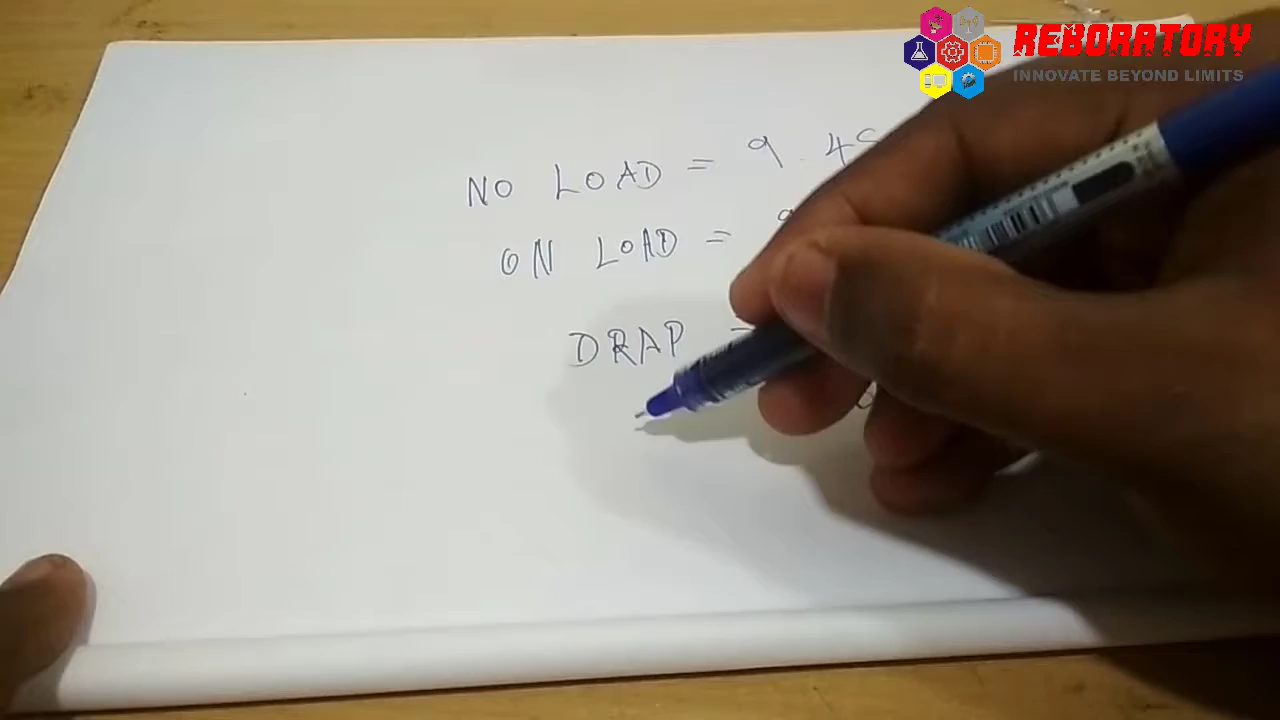 REBORATORY
INNOVATE BEYOND LIMITS
NO LOAD = 9.4
ON LOAD =
DRAP =